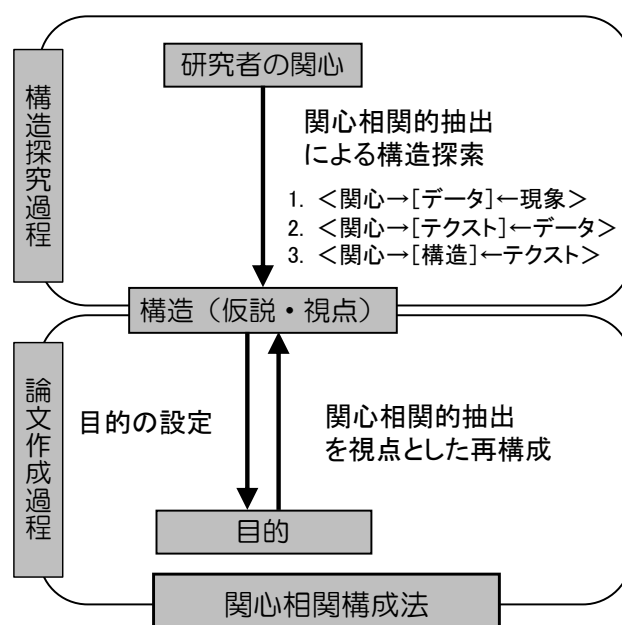 構造探究過程
研究者の関心
関心相関的抽出
による構造探索
1. <関心→[データ]←現象>
2. <関心→[テクスト]←データ>
3. <関心→[構造]←テクスト>
構造（仮説・視点）
論文作成過程
目的の設定
関心相関的抽出
を視点とした再構成
目的
関心相関構成法